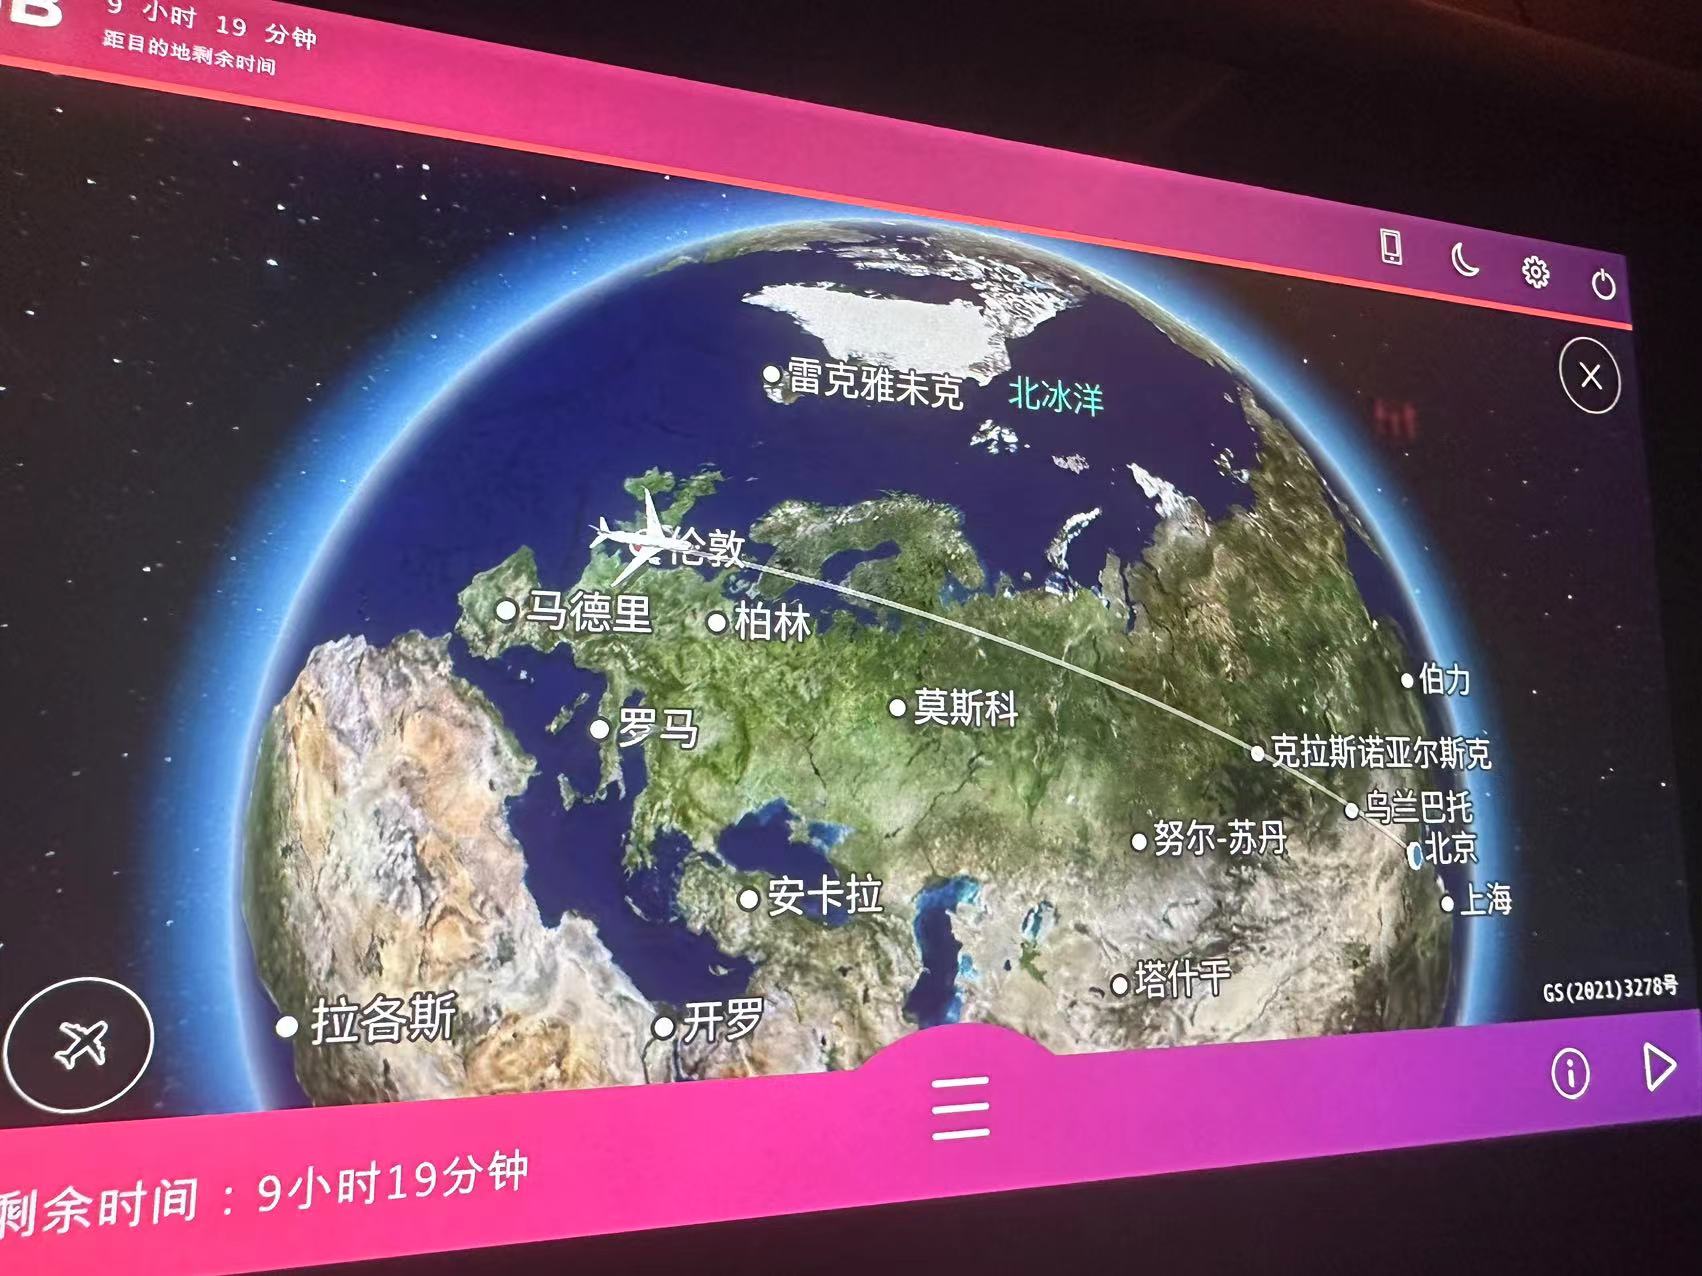 B
9 小时 19 分钟
距目的地剩余时间
雷克雅未克
北冰洋
伦敦
马德里
柏林
伯力
罗马
莫斯科
克拉斯诺亚尔斯克
乌兰巴托
努尔-苏丹
北京
安卡拉
上海
塔什干
GS(2021)3278号
拉各斯
开罗
剩余时间：9小时19分钟